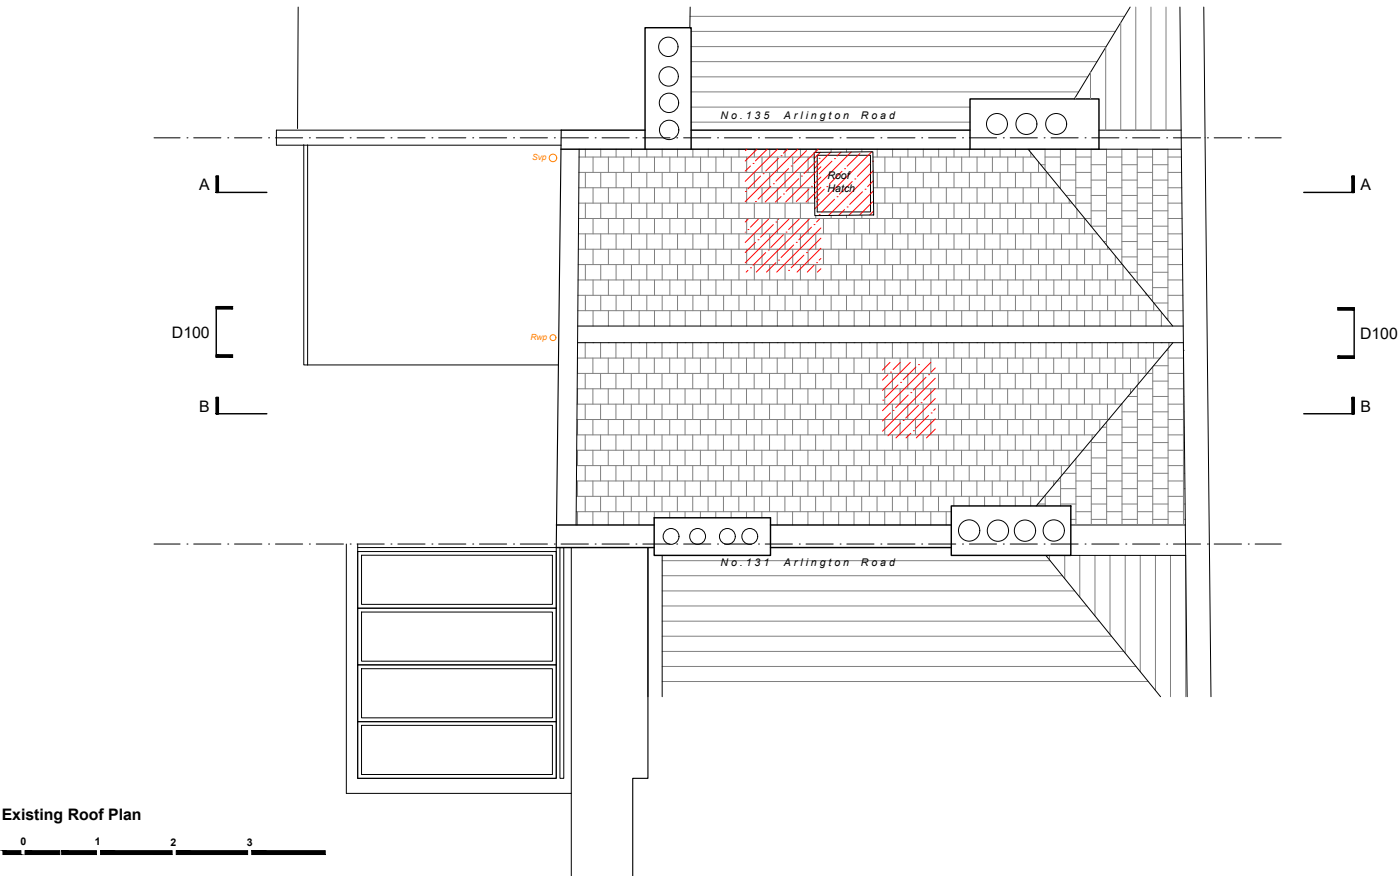 No.135 Arlington Road
Svp
A
Roof
Hatch
A
D100
Rwp
D100
B
B
No.131 Arlington Road
Existing Roof Plan
0 1 2 3